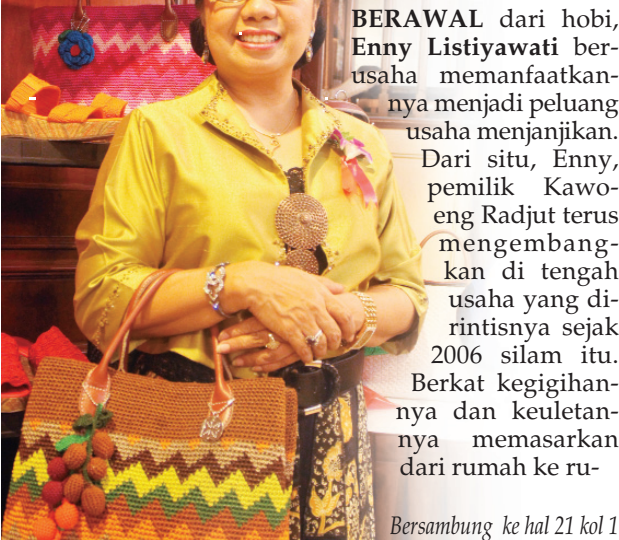 BERAWAL dari hobi,
Enny Listiyawati ber-
usaha memanfaatkan-
nya menjadi peluang
usaha menjanjikan.
Dari situ, Enny,
pemilik Kawo-
eng Radjut terus
mengembang-
kan di tengah
usaha yang di-
rintisnya sejak
2006 silam itu.
Berkat kegigihan-
nya dan keuletan-
nya memasarkan
dari rumah ke ru-
Bersambung ke hal 21 kol 1